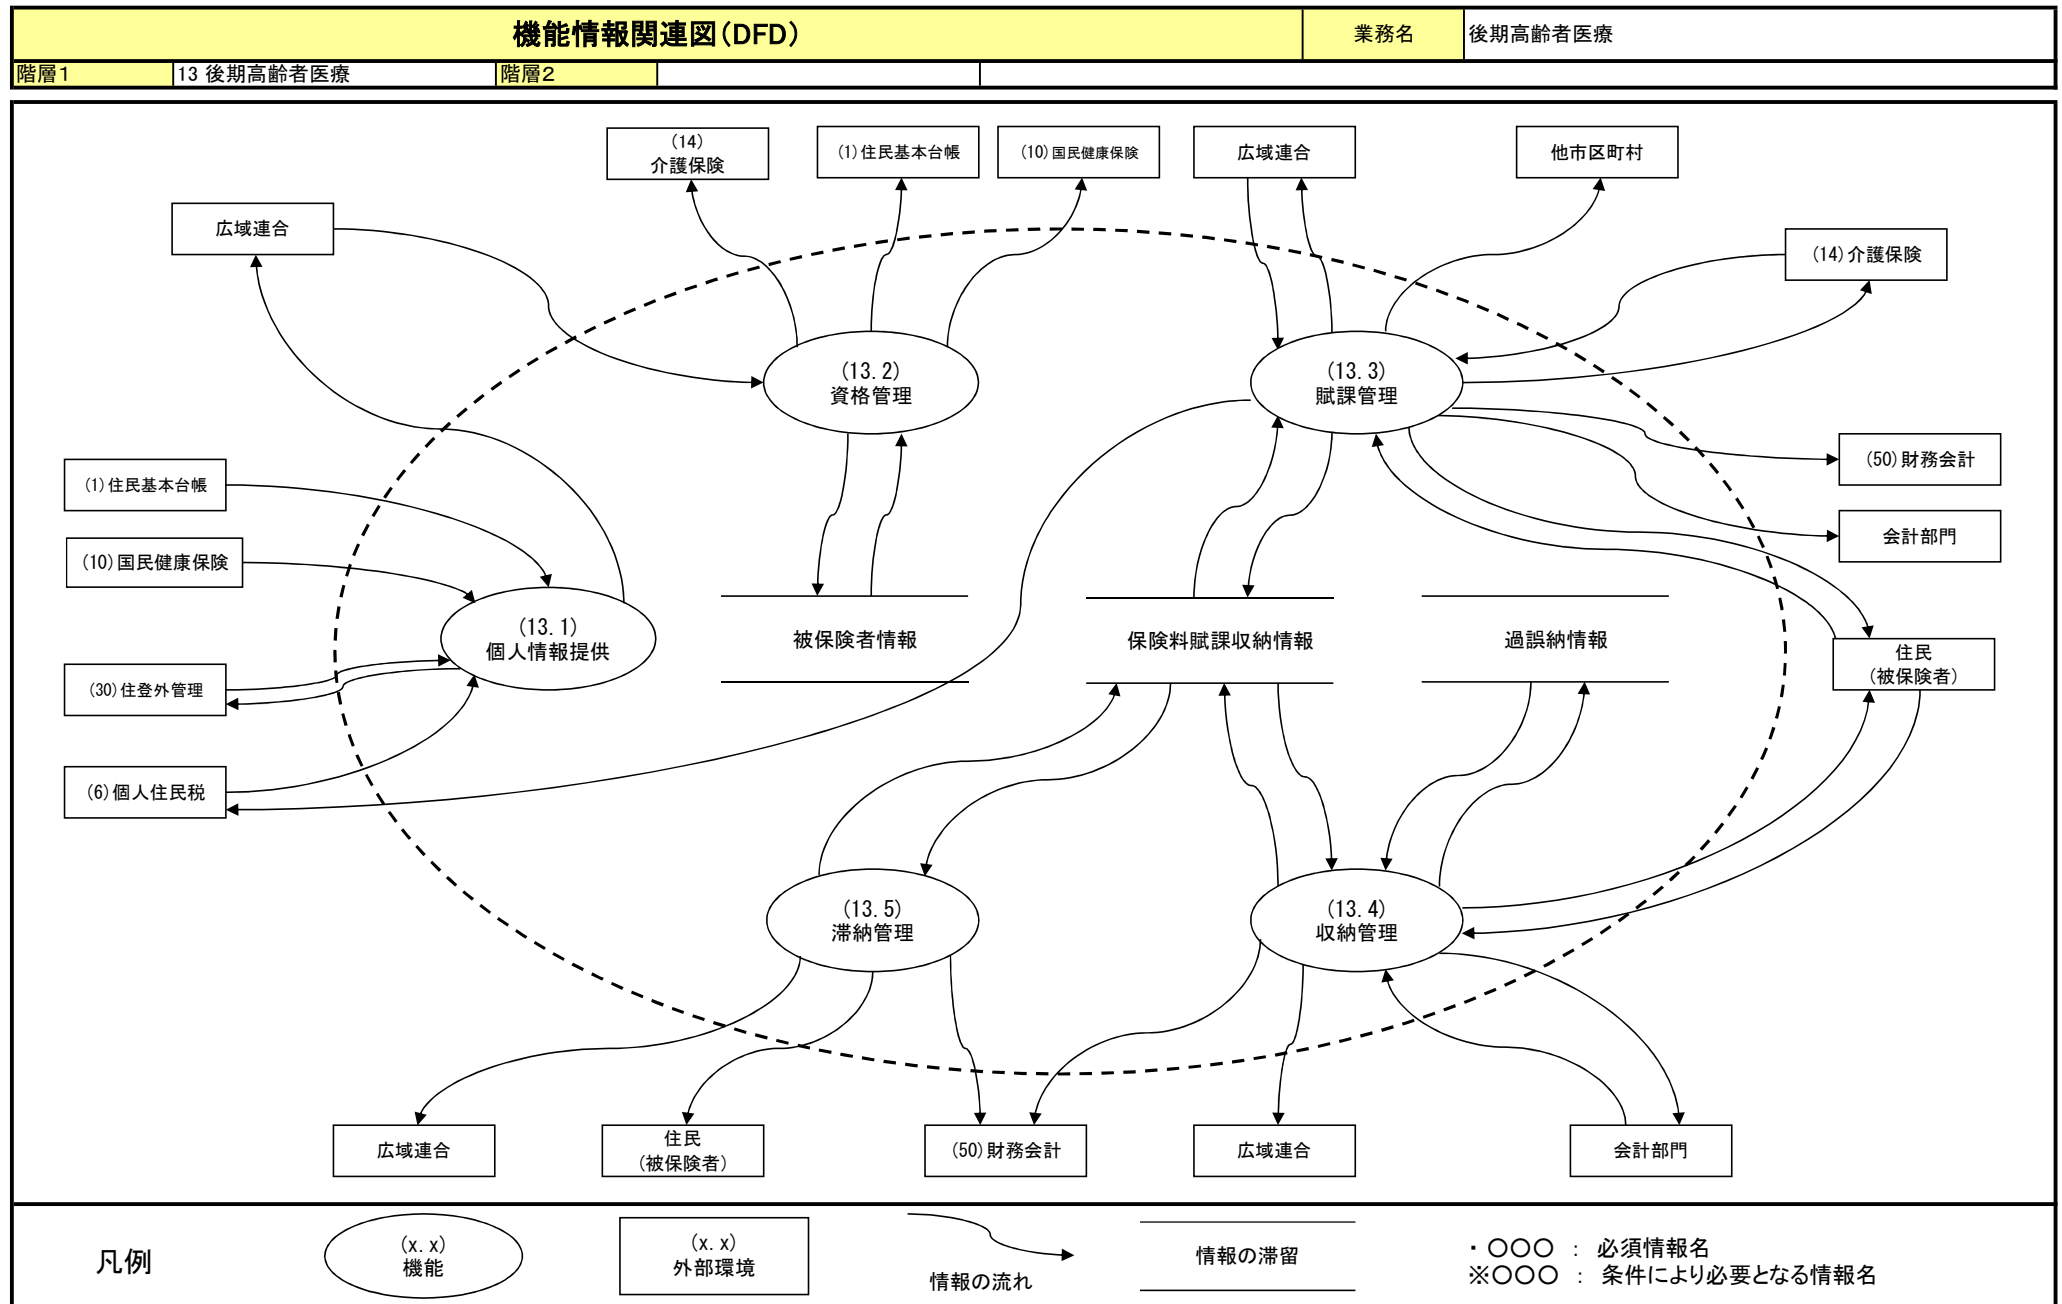 機能情報関連図(DFD)
業務名
後期高齢者医療
階層1
13 後期高齢者医療
階層2
(14)
介護保険
(1)住民基本台帳
(10)国民健康保険
広域連合
他市区町村
広域連合
(14)介護保険
(13.2)
資格管理
(13.3)
賦課管理
(50)財務会計
(1)住民基本台帳
会計部門
(10)国民健康保険
(13.1)
個人情報提供
被保険者情報
保険料賦課収納情報
過誤納情報
住民
(被保険者)
(30)住登外管理
(6)個人住民税
(13.5)
滞納管理
(13.4)
収納管理
広域連合
住民
(被保険者)
(50)財務会計
広域連合
会計部門
凡例
(x.x)
機能
(x.x)
外部環境
情報の流れ
情報の滞留
・〇〇〇 : 必須情報名
※〇〇〇 : 条件により必要となる情報名